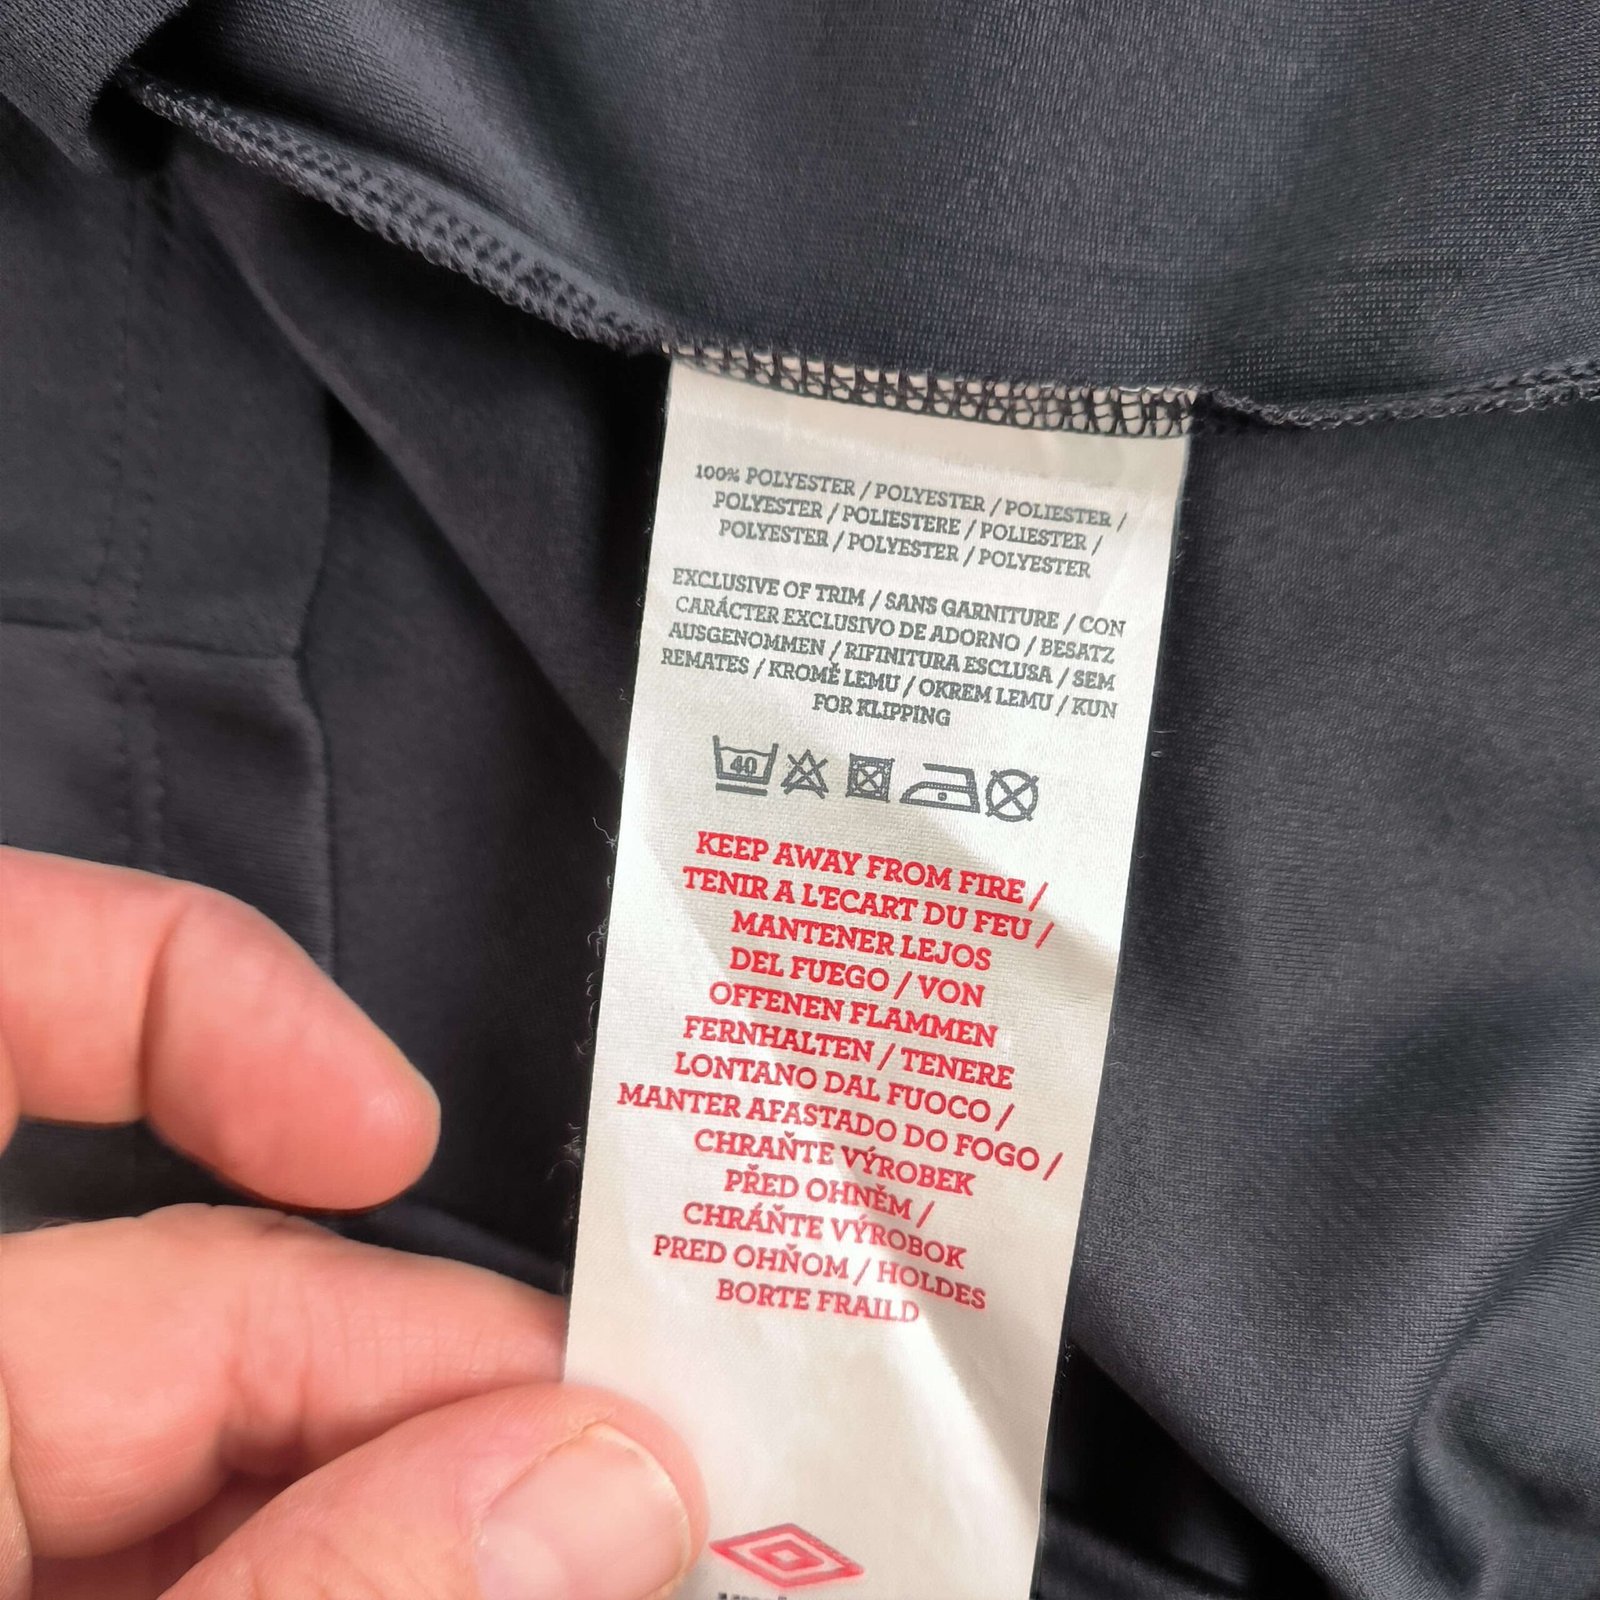 100% POLYESTER / POLYESTER / POLIESTER /
POLYESTER / POLIESTERE / POLIESTER /
POLYESTER / POLYESTER / POLYESTER
EXCLUSIVE OF TRIM / SANS GARNITURE / CON
CARÁCTER EXCLUSIVO DE ADORNO / BESATZ
AUSGENOMMEN / RIFINITURA ESCLUSA / SEM
REMATES / KROMĚ LEMU / OKREM LEMU / KUN
FOR KLIPPING
40
KEEP AWAY FROM FIRE /
TENIR A L'ECART DU FEU /
MANTENER LEJOS
DEL FUEGO / VON
OFFENEN FLAMMEN
FERNHALTEN / TENERE
LONTANO DAL FUOCO /
MANTER AFASTADO DO FOGO /
CHRAŇTE VÝROBEK
PŘED OHNĚM /
CHRÁŇTE VÝROBOK
PRED OHŇOM / HOLDES
BORTE FRAILD